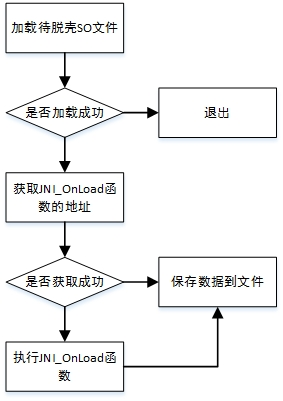 加载待脱壳SO文件
是否加载成功
退出
获取JNI_OnLoad函
数的地址
是否获取成功
保存数据到文件
执行JNI_OnLoad函
数